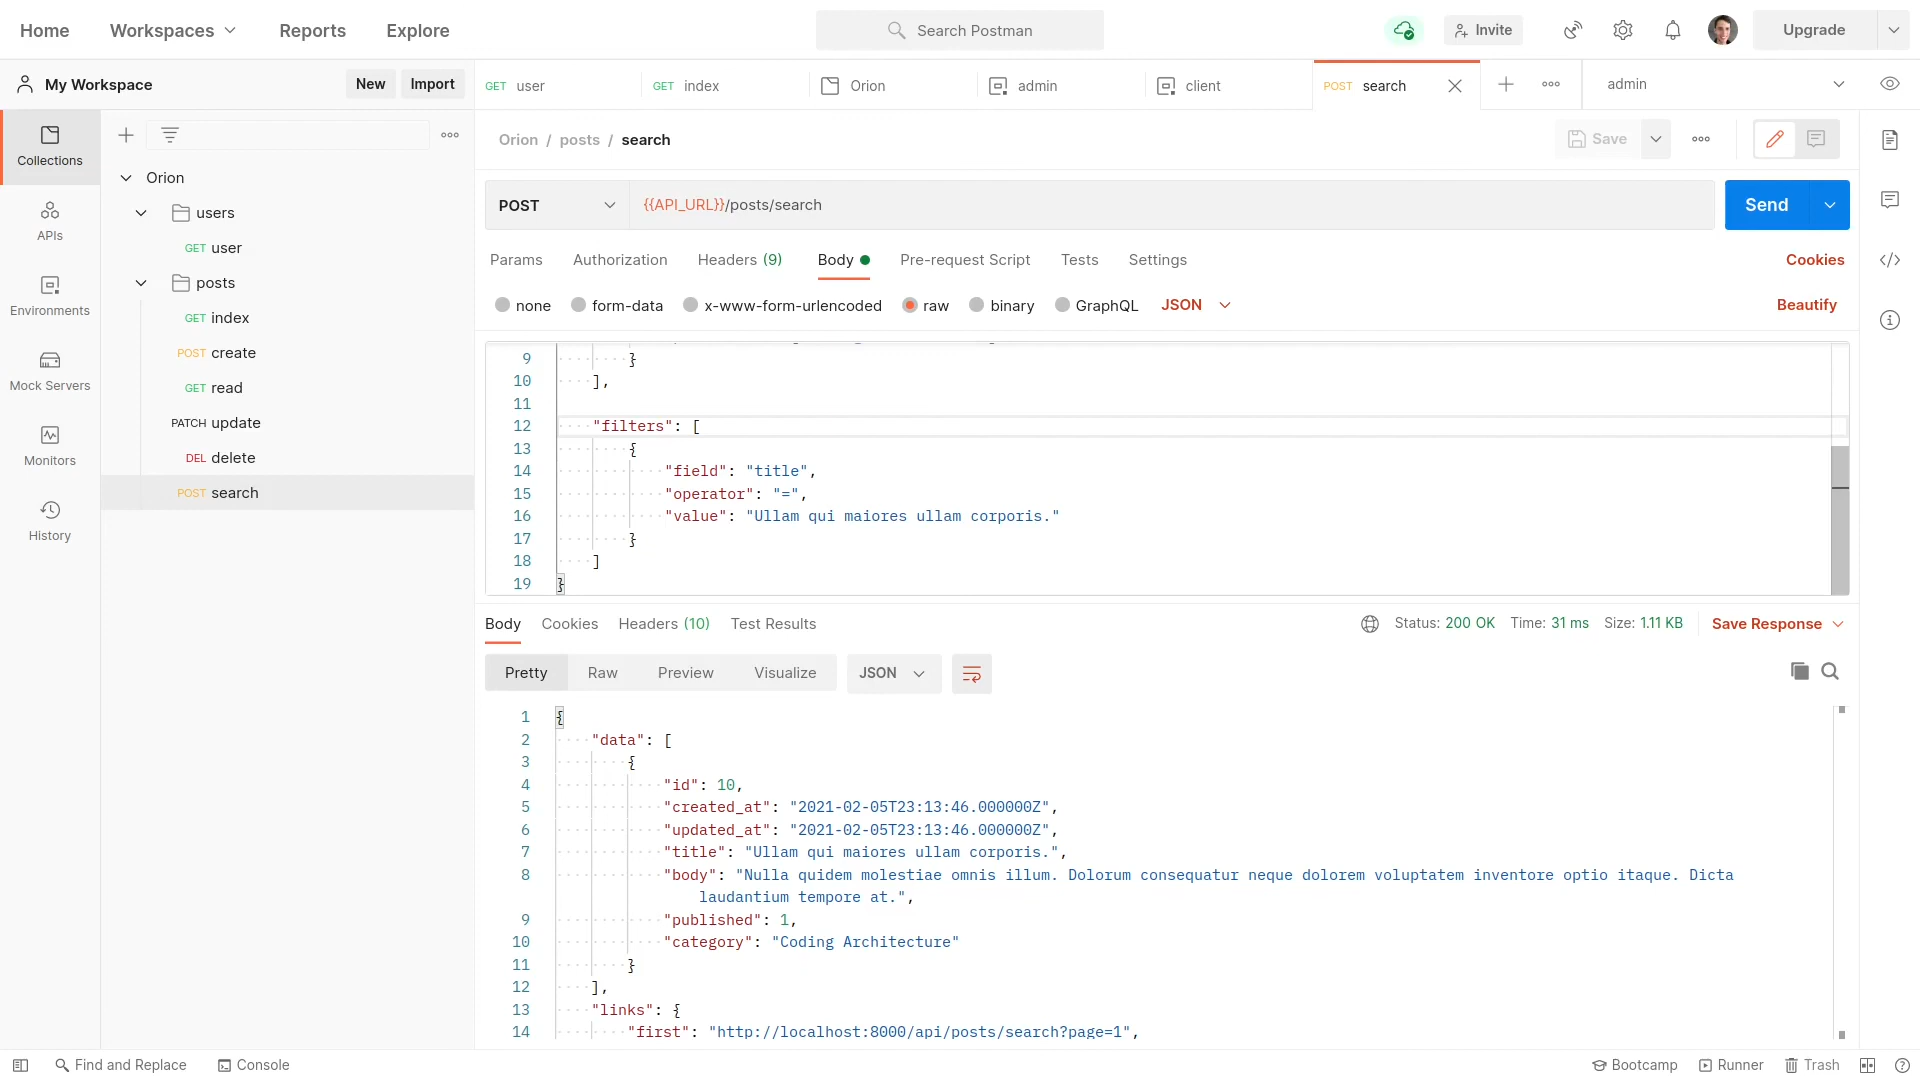 Home Workspaces Reports Explore Search Postman Invite Upgrade
My Workspace New Import GET user GET index Orion admin client POST search admin
Collections
APIs
Environments
Mock Servers
Monitors
History
Orion
users
GET user
posts
GET index
POST create
GET read
PATCH update
DEL delete
POST search
Orion / posts / search Save
POST {{API_URL}}/posts/search Send
Params Authorization Headers (9) Body Pre-request Script Tests Settings Cookies
none form-data x-www-form-urlencoded raw binary GraphQL JSON Beautify
9 }
10 ],
11
12 "filters": [
13 {
14 "field": "title",
15 "operator": "=",
16 "value": "Ullam qui maiores ullam corporis."
17 }
18 ]
19 }
Body Cookies Headers (10) Test Results Status: 200 OK Time: 31 ms Size: 1.11 KB Save Response
Pretty Raw Preview Visualize JSON
1 {
2 "data": [
3 {
4 "id": 10,
5 "created_at": "2021-02-05T23:13:46.000000Z",
6 "updated_at": "2021-02-05T23:13:46.000000Z",
7 "title": "Ullam qui maiores ullam corporis.",
8 "body": "Nulla quidem molestiae omnis illum. Dolorum consequatur neque dolorem voluptatem inventore optio itaque. Dicta
laudantium tempore at.",
9 "published": 1,
10 "category": "Coding Architecture"
11 }
12 ],
13 "links": {
14 "first": "http://localhost:8000/api/posts/search?page=1",
Find and Replace Console Bootcamp Runner Trash